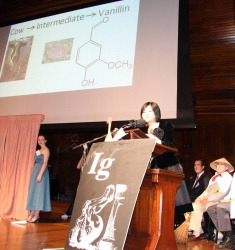 Cow → Intermediate → Vanillin
O
OCH₃
OH
Ig